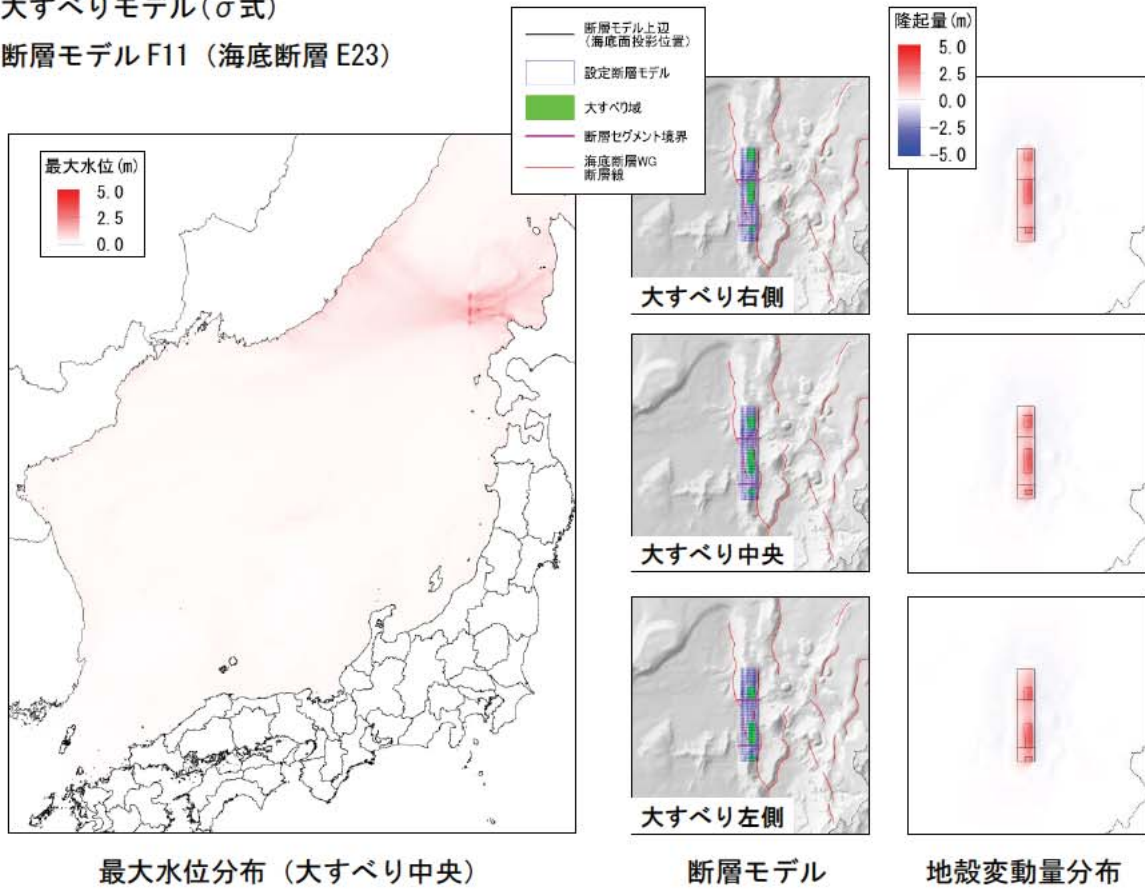 大すべりモデル(σ式)
断層モデル F11（海底断層 E23）
最大水位(m)
5.0
2.5
0.0
断層モデル上辺
(海底面投影位置)
設定断層モデル
大すべり域
断層セグメント境界
海底断層WG
断層線
隆起量(m)
5.0
2.5
0.0
-2.5
-5.0
大すべり右側
大すべり中央
大すべり左側
最大水位分布（大すべり中央）
断層モデル
地殻変動量分布